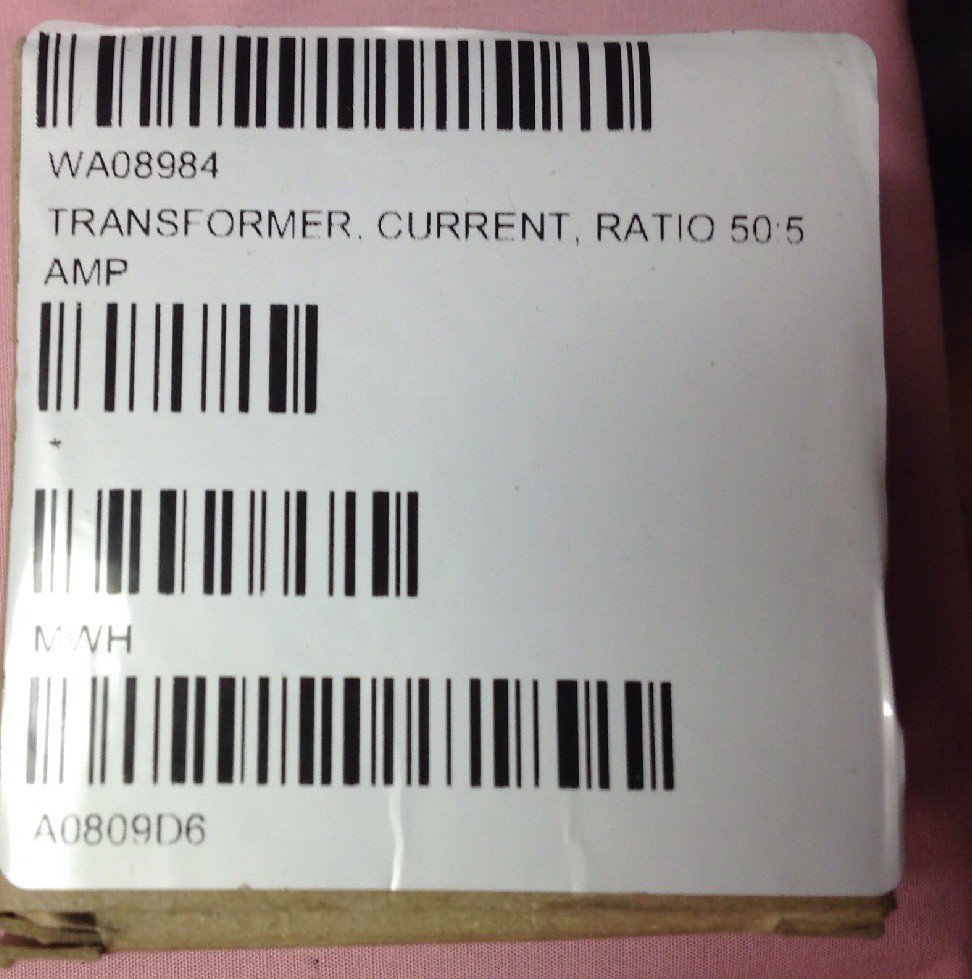 WA08984
TRANSFORMER, CURRENT, RATIO 50:5
AMP
*
MWH
A0809D6